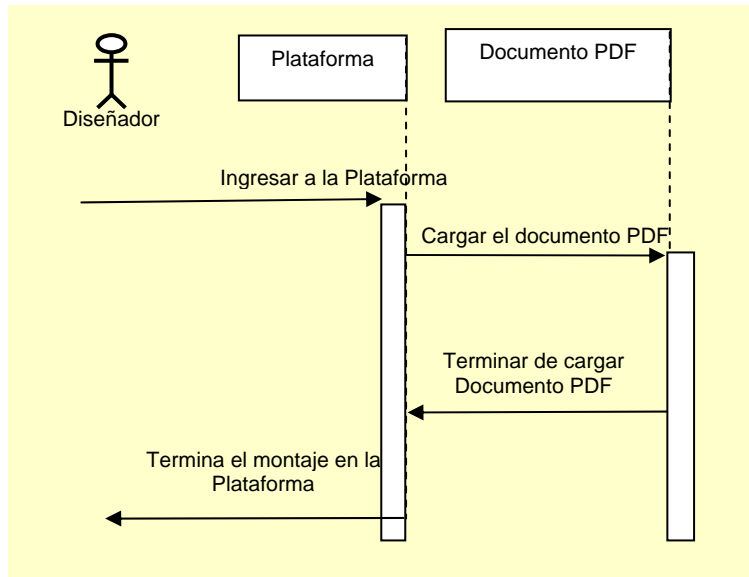 Plataforma
Documento PDF
Diseñador
Ingresar a la Plataforma
Cargar el documento PDF
Terminar de cargar
Documento PDF
Termina el montaje en la
Plataforma